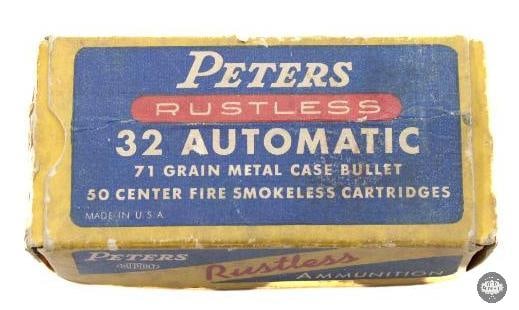 PETERS
RUSTLESS
32 AUTOMATIC
71 GRAIN METAL CASE BULLET
50 CENTER FIRE SMOKELESS CARTRIDGES
MADE IN U.S.A.
PETERS
DUPONT
Rustless
AMMUNITION